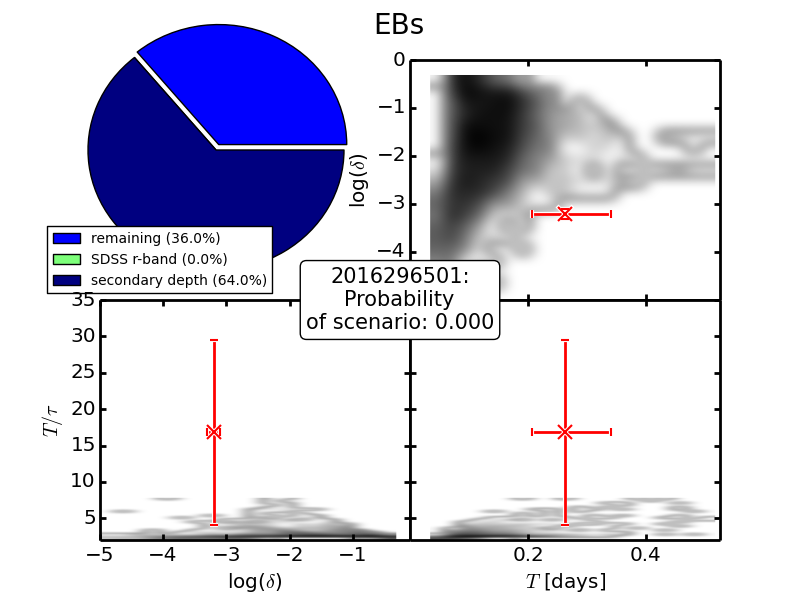 EBs
0
−1
−2
−3
−4
log(δ)
remaining (36.0%)
SDSS r-band (0.0%)
secondary depth (64.0%)
2016296501:
Probability
of scenario: 0.000
35
30
25
20
15
10
5
T/τ
−5 −4 −3 −2 −1
log(δ)
0.2 0.4
T [days]